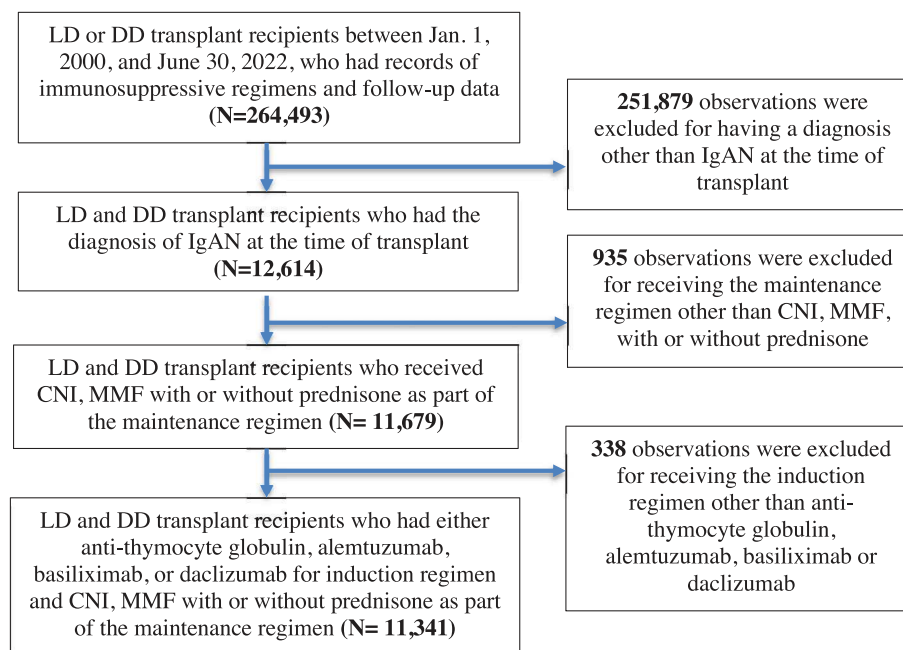 LD or DD transplant recipients between Jan. 1,
2000, and June 30, 2022, who had records of
immunosuppressive regimens and follow-up data
(N=264,493)
251,879 observations were
excluded for having a diagnosis
other than IgAN at the time of
transplant
LD and DD transplant recipients who had the
diagnosis of IgAN at the time of transplant
(N=12,614)
935 observations were excluded
for receiving the maintenance
regimen other than CNI, MMF,
with or without prednisone
LD and DD transplant recipients who received
CNI, MMF with or without prednisone as part of
the maintenance regimen (N= 11,679)
338 observations were excluded
for receiving the induction
regimen other than anti-
thymocyte globulin,
alemtuzumab, basiliximab or
daclizumab
LD and DD transplant recipients who had either
anti-thymocyte globulin, alemtuzumab,
basiliximab, or daclizumab for induction regimen
and CNI, MMF with or without prednisone as part
of the maintenance regimen (N= 11,341)